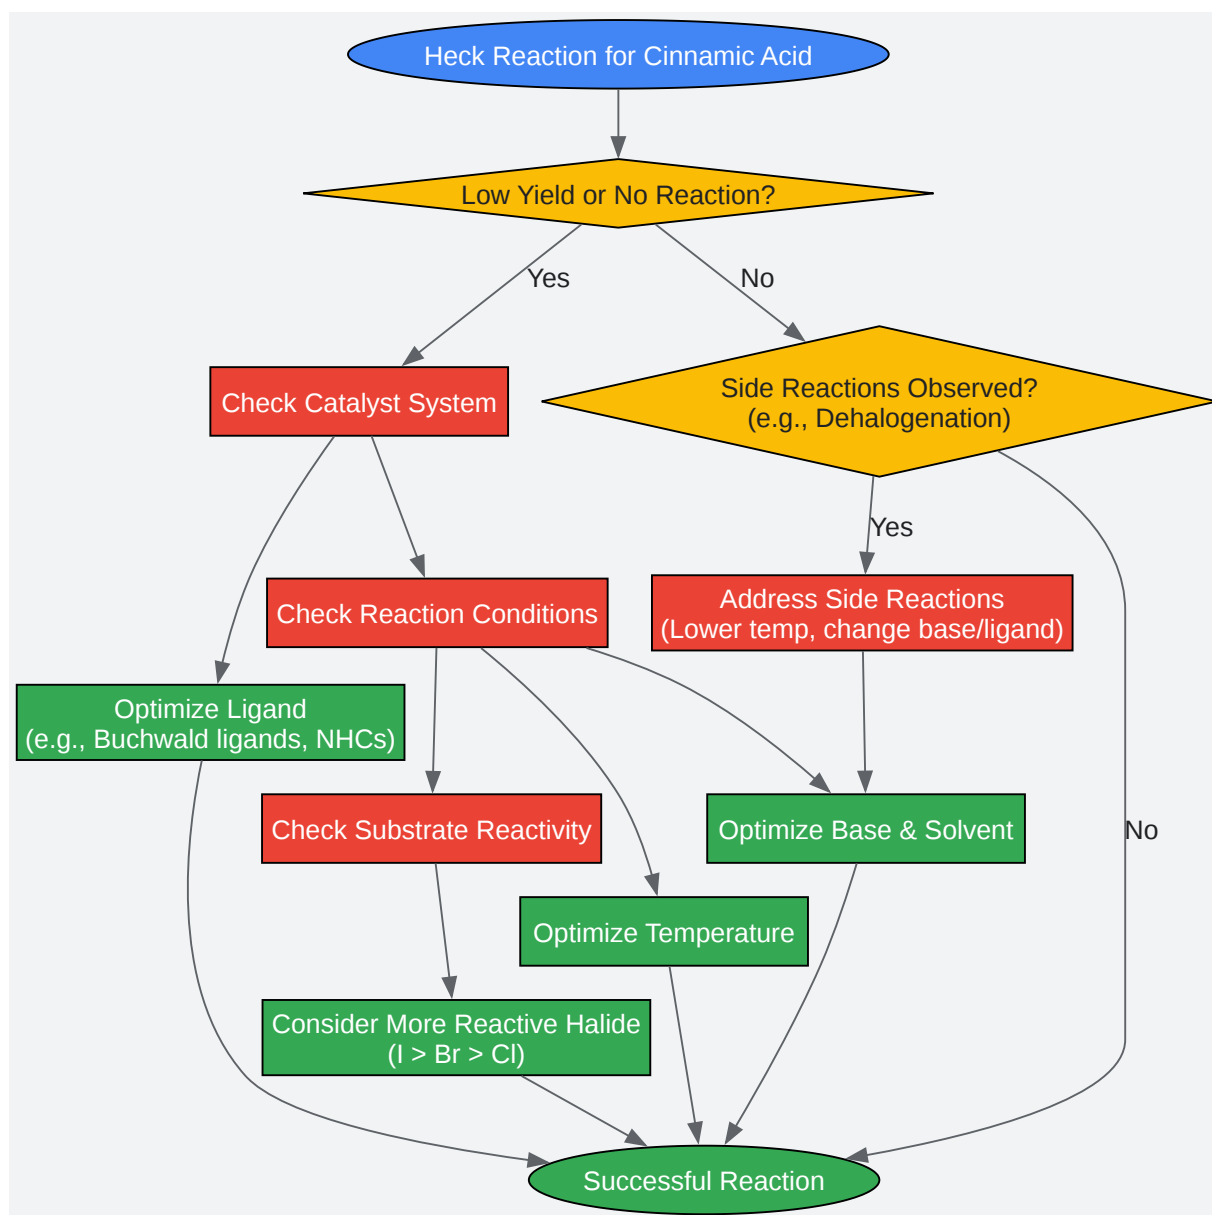 Heck Reaction for Cinnamic Acid
Low Yield or No Reaction?
Yes
No
Side Reactions Observed?
(e.g., Dehalogenation)
Check Catalyst System
Yes
Check Reaction Conditions
Address Side Reactions
(Lower temp, change base/ligand)
Optimize Ligand
(e.g., Buchwald ligands, NHCs)
Check Substrate Reactivity
Optimize Base & Solvent
No
Optimize Temperature
Consider More Reactive Halide
(I > Br > Cl)
Successful Reaction